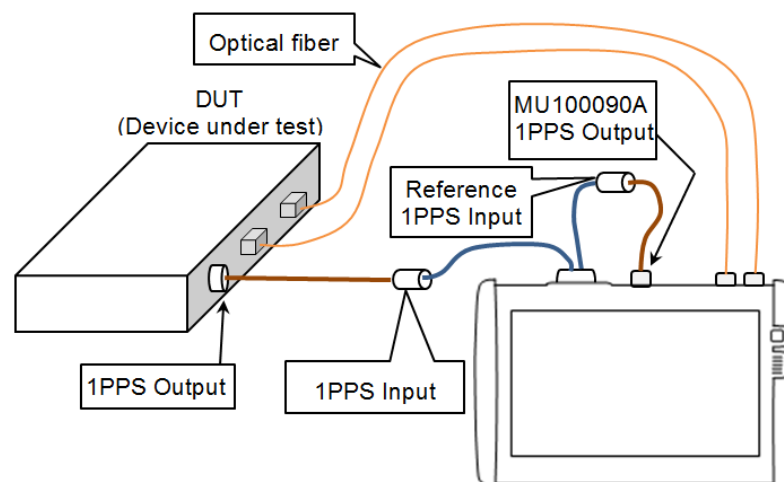 Optical fiber
DUT
(Device under test)
MU100090A
1PPS Output
Reference
1PPS Input
1PPS Output
1PPS Input